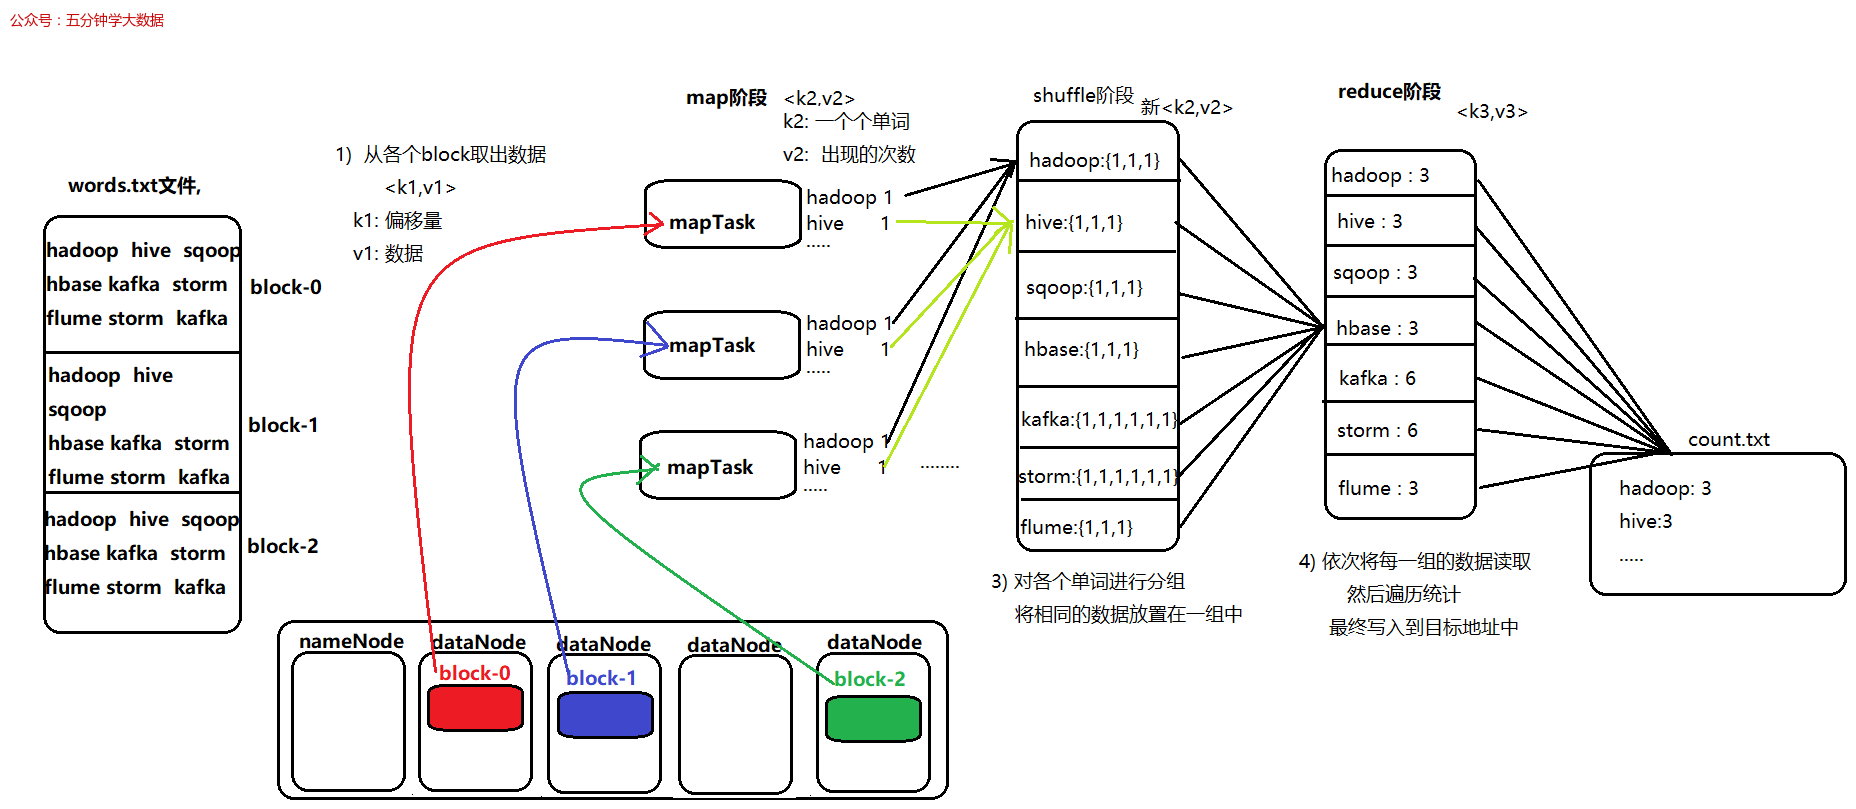 公众号：五分钟学大数据
words.txt文件,
hadoop hive sqoop
hbase kafka storm
flume storm kafka
block-0
hadoop hive
sqoop
hbase kafka storm
flume storm kafka
block-1
hadoop hive sqoop
hbase kafka storm
flume storm kafka
block-2
1) 从各个block取出数据
<k1,v1>
k1: 偏移量
v1: 数据
map阶段 <k2,v2>
k2: 一个个单词
v2: 出现的次数
mapTask
hadoop 1
hive 1
.....
mapTask
hadoop 1
hive 1
.....
mapTask
hadoop 1
hive 1
.....
........
shuffle阶段
新<k2,v2>
hadoop:{1,1,1}
hive:{1,1,1}
sqoop:{1,1,1}
hbase:{1,1,1}
kafka:{1,1,1,1,1,1}
storm:{1,1,1,1,1,1}
flume:{1,1,1}
3) 对各个单词进行分组
将相同的数据放置在一组中
reduce阶段
<k3,v3>
hadoop : 3
hive : 3
sqoop : 3
hbase : 3
kafka : 6
storm : 6
flume : 3
4) 依次将每一组的数据读取
然后遍历统计
最终写入到目标地址中
count.txt
hadoop: 3
hive:3
.....
nameNode
dataNode
block-0
dataNode
block-1
dataNode
dataNode
block-2